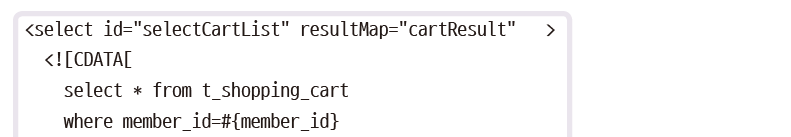 <select id="selectCartList" resultMap="cartResult"   >
<![CDATA[
select * from t_shopping_cart
where member_id=#{member_id}